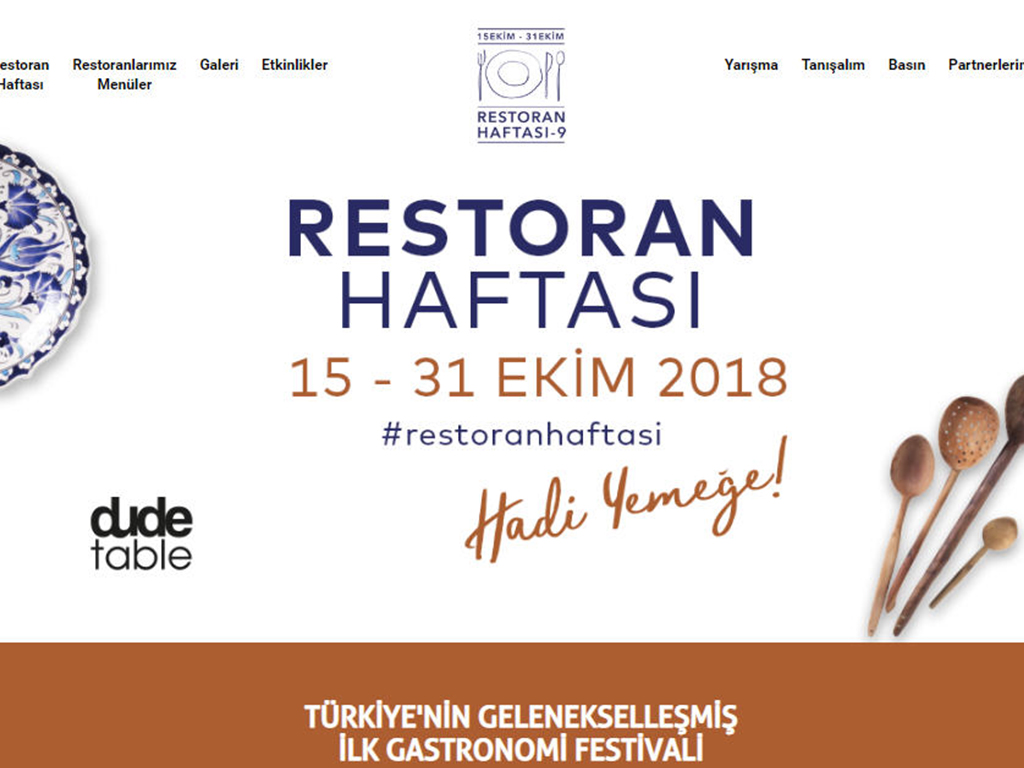 15EKİM - 31EKİM
estoran
Haftası
Restoranlarımız
Menüler
Galeri
Etkinlikler
RESTORAN
HAFTASI-9
Yarışma
Tanışalım
Basın
Partnerlerin
RESTORAN
HAFTASI
15 - 31 EKİM 2018
#restoranhaftasi
Hadi Yemeğe!
dude
table
TÜRKİYE'NİN GELENEKSELLEŞMİŞ
İLK GASTRONOMİ FESTİVALİ